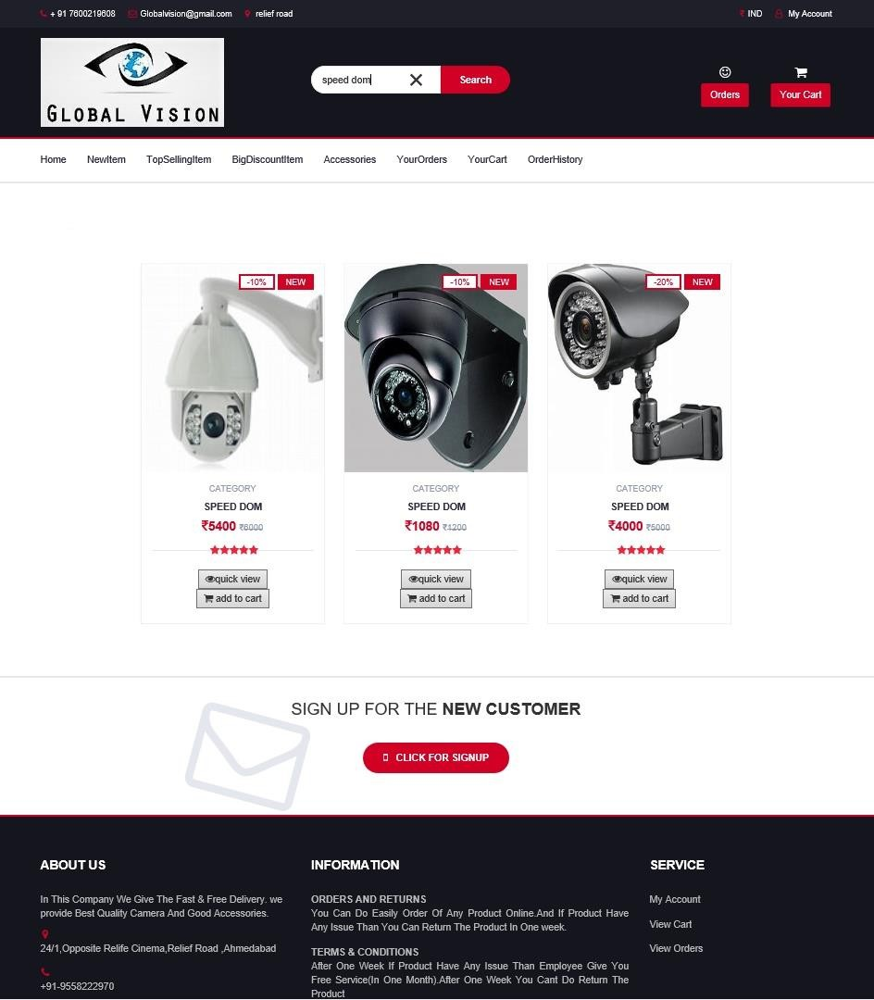 + 91 7600219608 Globalvision@gmail.com relief road ₹ IND My Account
GLOBAL VISION
speed dom Search
Orders Your Cart
Home NewItem TopSellingItem BigDiscountItem Accessories YourOrders YourCart OrderHistory
-10% NEW
CATEGORY
SPEED DOM
₹5400 ₹6000
quick view
add to cart
-10% NEW
CATEGORY
SPEED DOM
₹1080 ₹1200
quick view
add to cart
-20% NEW
CATEGORY
SPEED DOM
₹4000 ₹5000
quick view
add to cart
SIGN UP FOR THE NEW CUSTOMER
CLICK FOR SIGNUP
ABOUT US
In This Company We Give The Fast & Free Delivery. we
provide Best Quality Camera And Good Accessories.
24/1,Opposite Relife Cinema,Relief Road ,Ahmedabad
+91-9558222970
INFORMATION
ORDERS AND RETURNS
You Can Do Easily Order Of Any Product Online.And If Product Have
Any Issue Than You Can Return The Product In One week.
TERMS & CONDITIONS
After One Week If Product Have Any Issue Than Employee Give You
Free Service(In One Month).After One Week You Cant Do Return The
Product
SERVICE
My Account
View Cart
View Orders